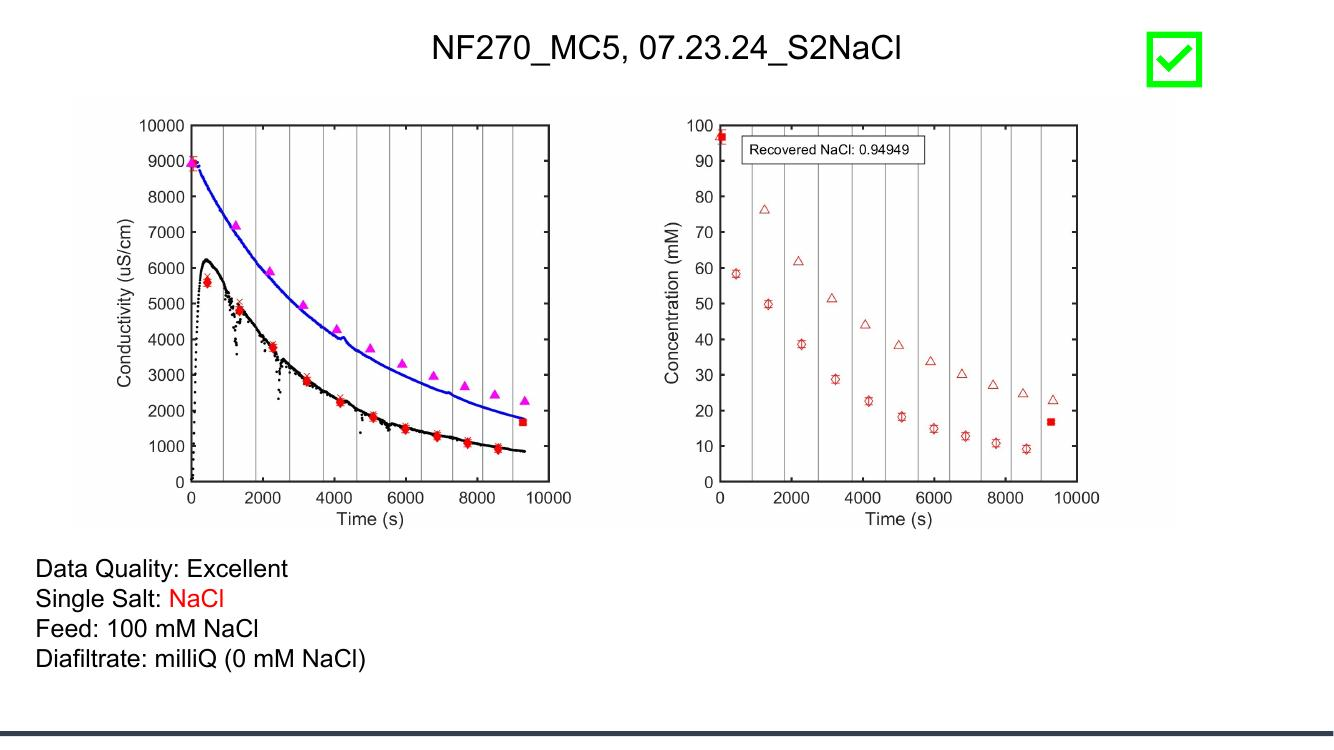 NF270_MC5, 07.23.24_S2NaCl
10000
9000
8000
7000
6000
5000
4000
3000
2000
1000
0
Conductivity (uS/cm)
0 2000 4000 6000 8000 10000
Time (s)
100
90
80
70
60
50
40
30
20
10
0
Concentration (mM)
Recovered NaCl: 0.94949
0 2000 4000 6000 8000 10000
Time (s)
Data Quality: Excellent
Single Salt: NaCl
Feed: 100 mM NaCl
Diafiltrate: milliQ (0 mM NaCl)